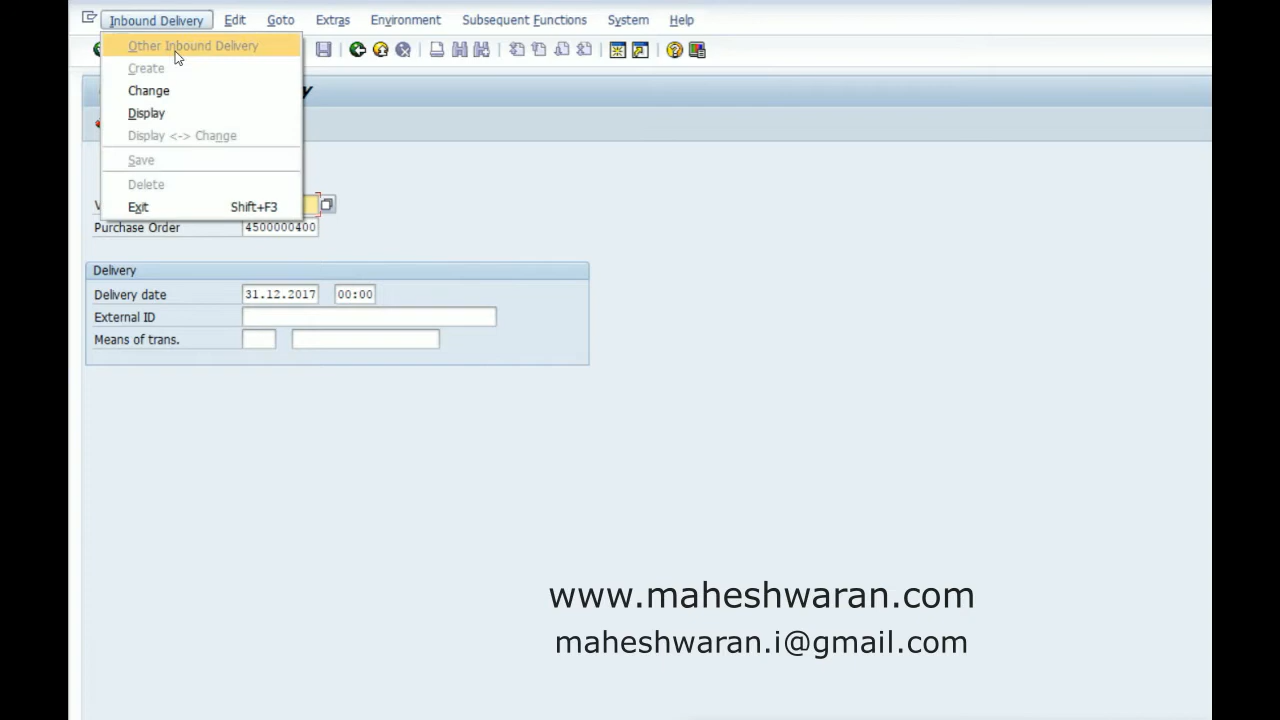 Inbound Delivery Edit Goto Extras Environment Subsequent Functions System Help
Other Inbound Delivery
Create
Change
Display
Display <-> Change
Save
Delete
Exit Shift+F3
Purchase Order 4500000400
Delivery
Delivery date 31.12.2017 00:00
External ID
Means of trans.
www.maheshwaran.com
maheshwaran.i@gmail.com